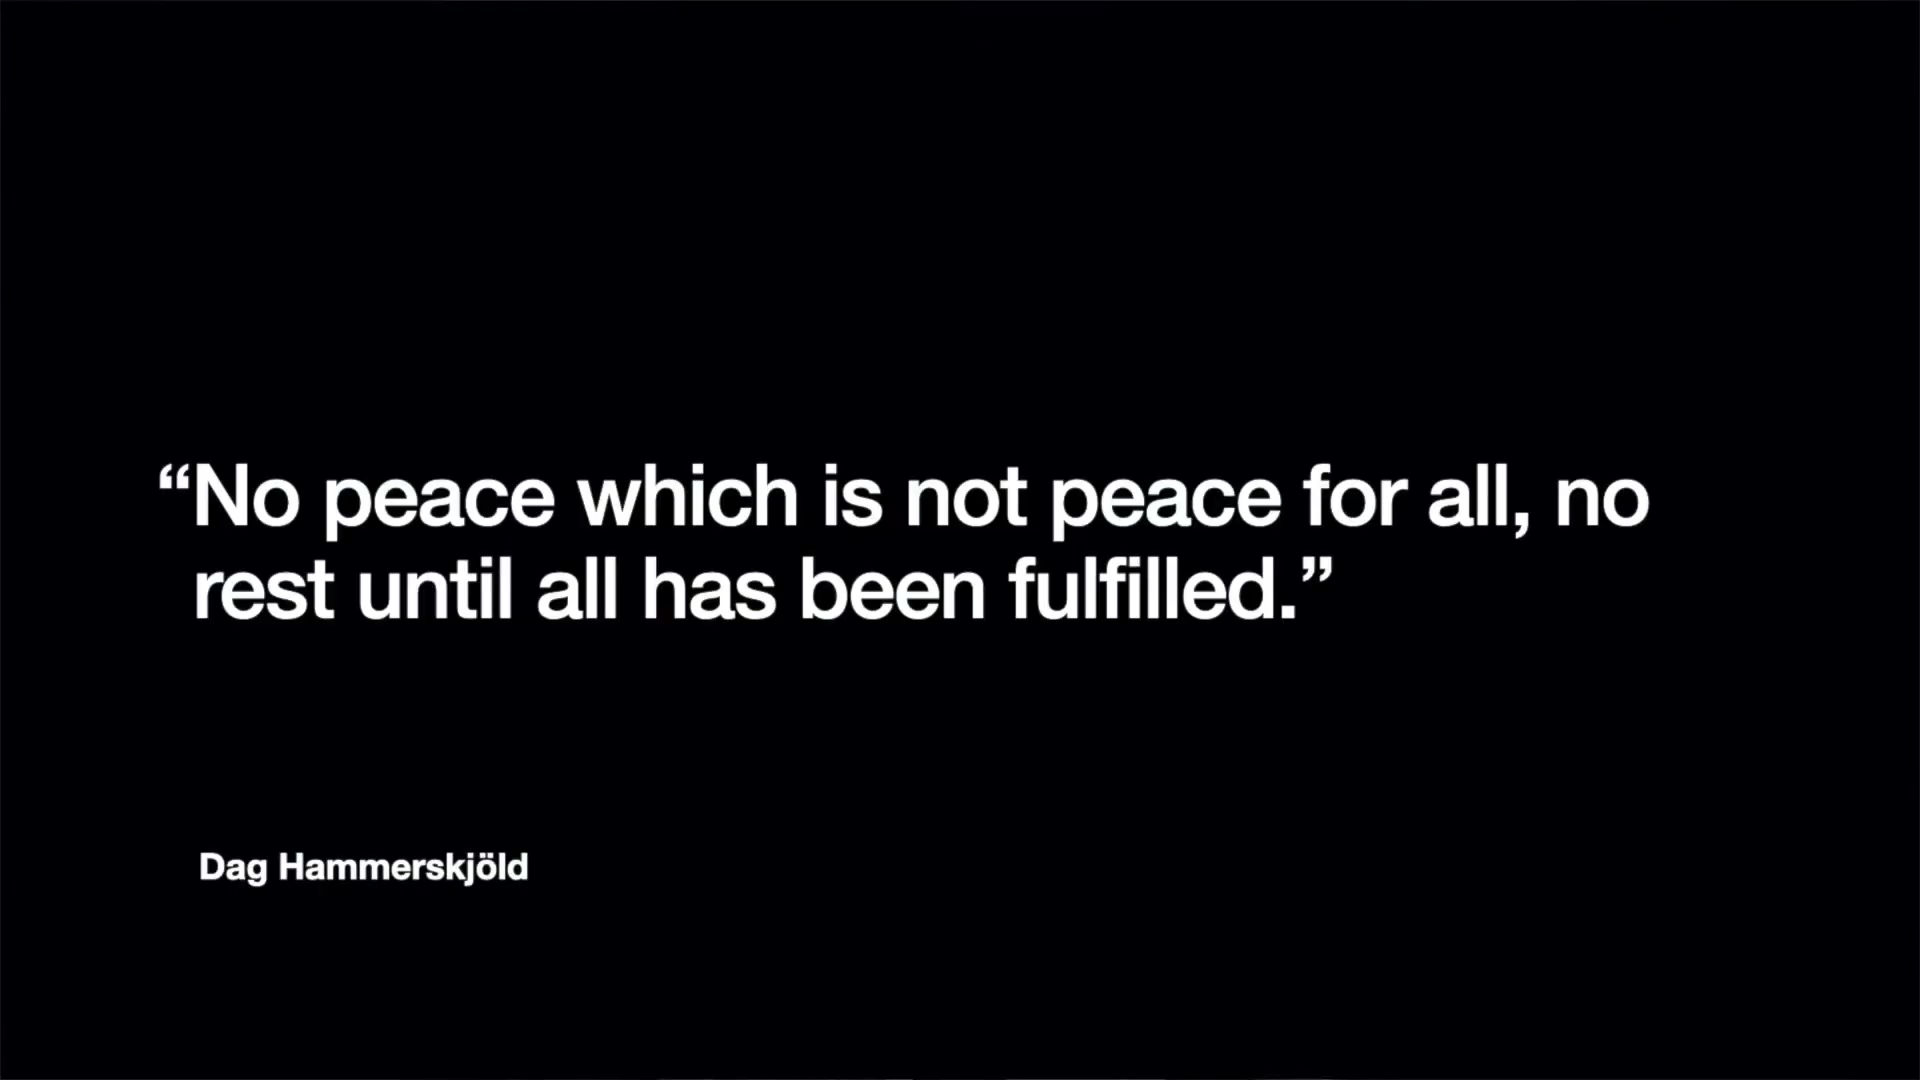 “No peace which is not peace for all, no
rest until all has been fulfilled.”
Dag Hammerskjöld